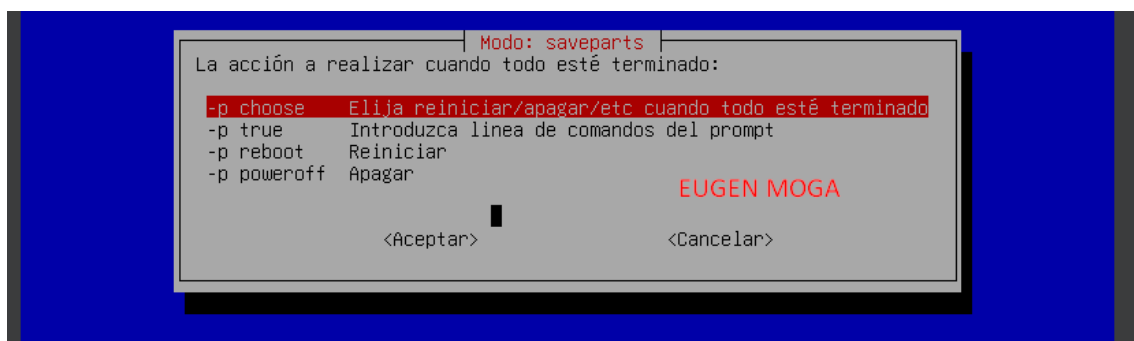 Modo: saveparts
La acción a realizar cuando todo esté terminado:
-p choose Elija reiniciar/apagar/etc cuando todo esté terminado
-p true Introduzca linea de comandos del prompt
-p reboot Reiniciar
-p poweroff Apagar
EUGEN MOGA
<Aceptar> <Cancelar>